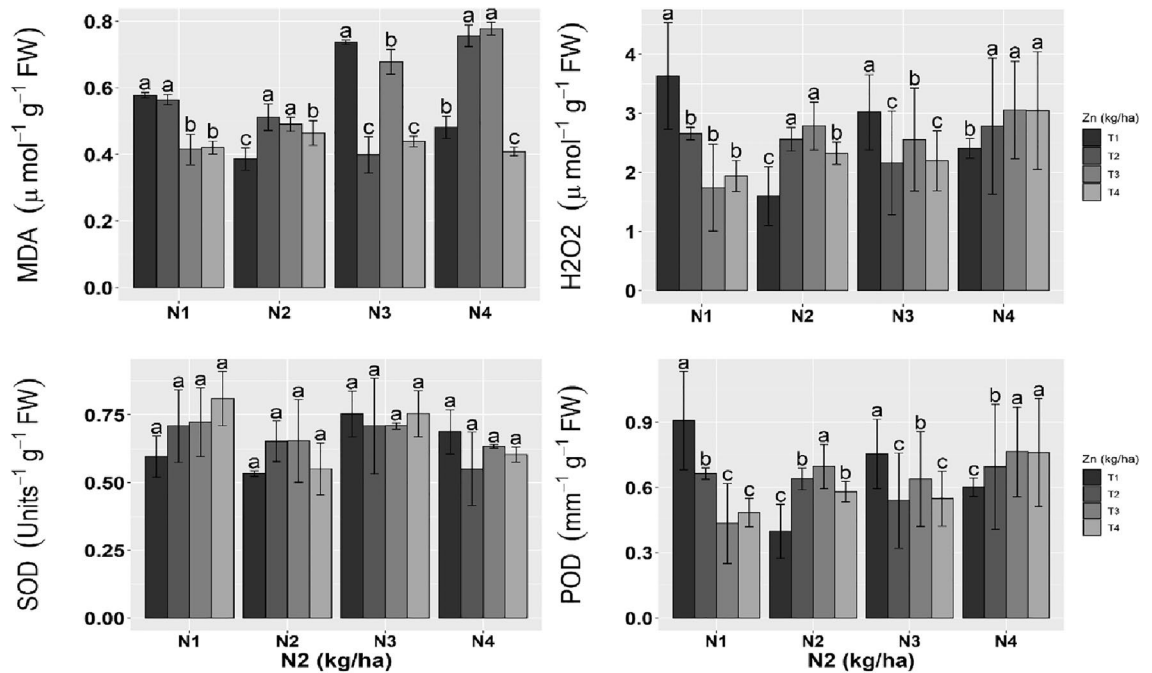 MDA (μ mol⁻¹ g⁻¹ FW)
0.8
0.6
0.4
0.2
0.0
a a b b
c a a b
a c b c
b a a c
N1 N2 N3 N4
H2O2 (μ mol⁻¹ g⁻¹ FW)
4
3
2
1
0
a b b b
c a a b
a c b c
b a a a
N1 N2 N3 N4
Zn (kg/ha)
T1
T2
T3
T4
SOD (Units⁻¹ g⁻¹ FW)
0.75
0.50
0.25
0.00
a a a a
a a a a
a a a a
a a a a
N1 N2 N3 N4
N2 (kg/ha)
POD (mm⁻¹ g⁻¹ FW)
0.9
0.6
0.3
0.0
a b c c
c b a b
a c b c
c b a a
N1 N2 N3 N4
N2 (kg/ha)
Zn (kg/ha)
T1
T2
T3
T4